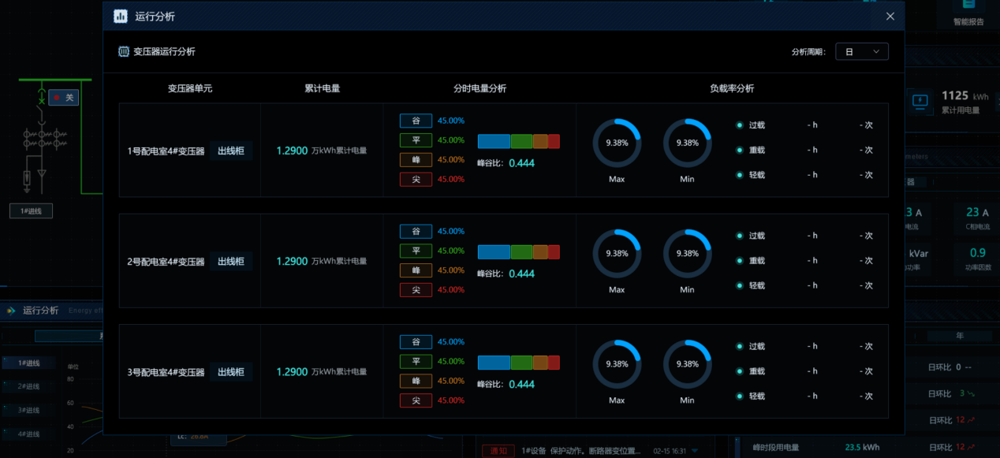 运行分析
智能报告
变压器运行分析
分析周期：
日
变压器单元
累计电量
分时电量分析
负载率分析
1号配电室4#变压器
出线柜
1.2900 万kWh累计电量
谷 45.00%
平 45.00%
峰 45.00%
尖 45.00%
峰谷比： 0.444
9.38%
Max
9.38%
Min
过载 - h - 次
重载 - h - 次
轻载 - h - 次
2号配电室4#变压器
出线柜
1.2900 万kWh累计电量
谷 45.00%
平 45.00%
峰 45.00%
尖 45.00%
峰谷比： 0.444
9.38%
Max
9.38%
Min
过载 - h - 次
重载 - h - 次
轻载 - h - 次
3号配电室4#变压器
出线柜
1.2900 万kWh累计电量
谷 45.00%
平 45.00%
峰 45.00%
尖 45.00%
峰谷比： 0.444
9.38%
Max
9.38%
Min
过载 - h - 次
重载 - h - 次
轻载 - h - 次
关
1#进线
运行分析
1#进线
2#进线
3#进线
4#进线
单位
80
60
40
20
1125 kWh
累计用电量
器
3 A
电流
23 A
C相电流
kVar
功率
0.9
功率因数
年
日环比 0 --
日环比 3
日环比 12
日环比 12
LC: 26.8A
通知 1#设备 保护动作。断路器变位置... 02-15 16:31
峰时段用电量 23.5 kWh